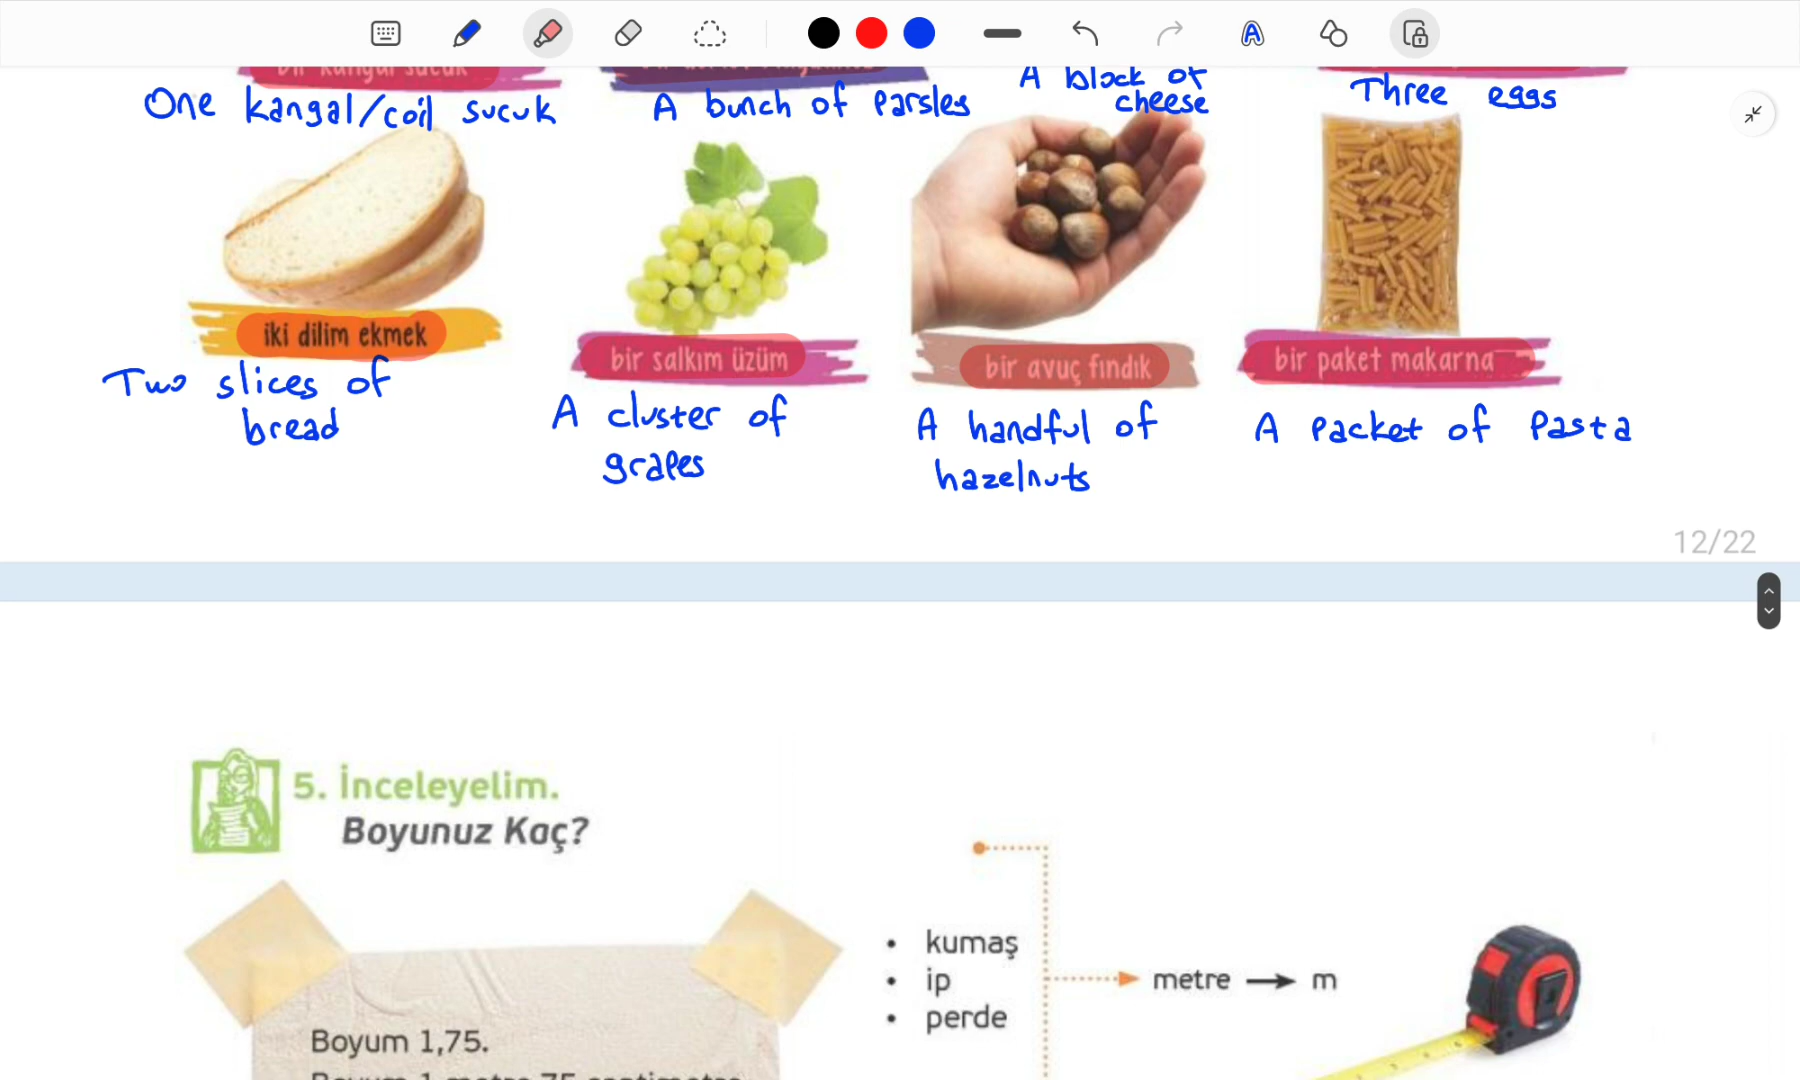 One kangal/coil sucuk
A bunch of Parsles
A block of
cheese
Three eggs
iki dilim ekmek
bir salkım üzüm
bir avuç fındık
bir paket makarna
Two slices of
bread
A cluster of
grapes
A handful of
hazelnuts
A Packet of Pasta
12/22
5. İnceleyelim.
Boyunuz Kaç?
• kumaş
• ip
• perde
metre → m
Boyum 1,75.